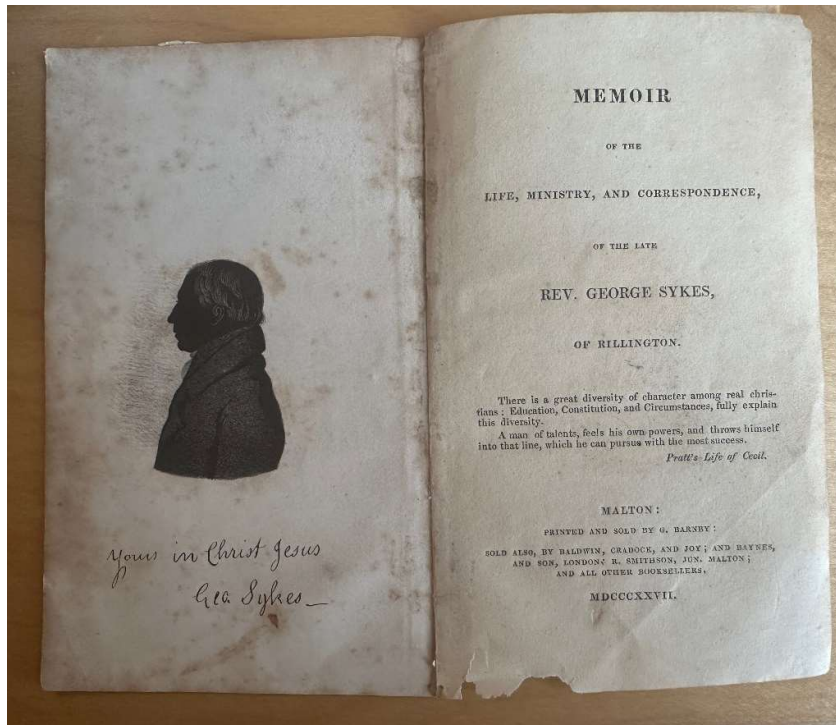 Yours in Christ Jesus
Geo Sykes
MEMOIR
OF THE
LIFE, MINISTRY, AND CORRESPONDENCE,
OF THE LATE
REV. GEORGE SYKES,
OF RILLINGTON.
There is a great diversity of character among real chris-
tians: Education, Constitution, and Circumstances, fully explain
this diversity.
A man of talents, feels his own powers, and throws himself
into that line, which he can pursue with the most success.
Pratt's Life of Cecil.
MALTON:
PRINTED AND SOLD BY G. BARNBY:
SOLD ALSO, BY BALDWIN, CRADOCK, AND JOY; AND BAYNES,
AND SON, LONDON: R. SMITHSON, JUN. MALTON;
AND ALL OTHER BOOKSELLERS.
MDCCCXXVII.